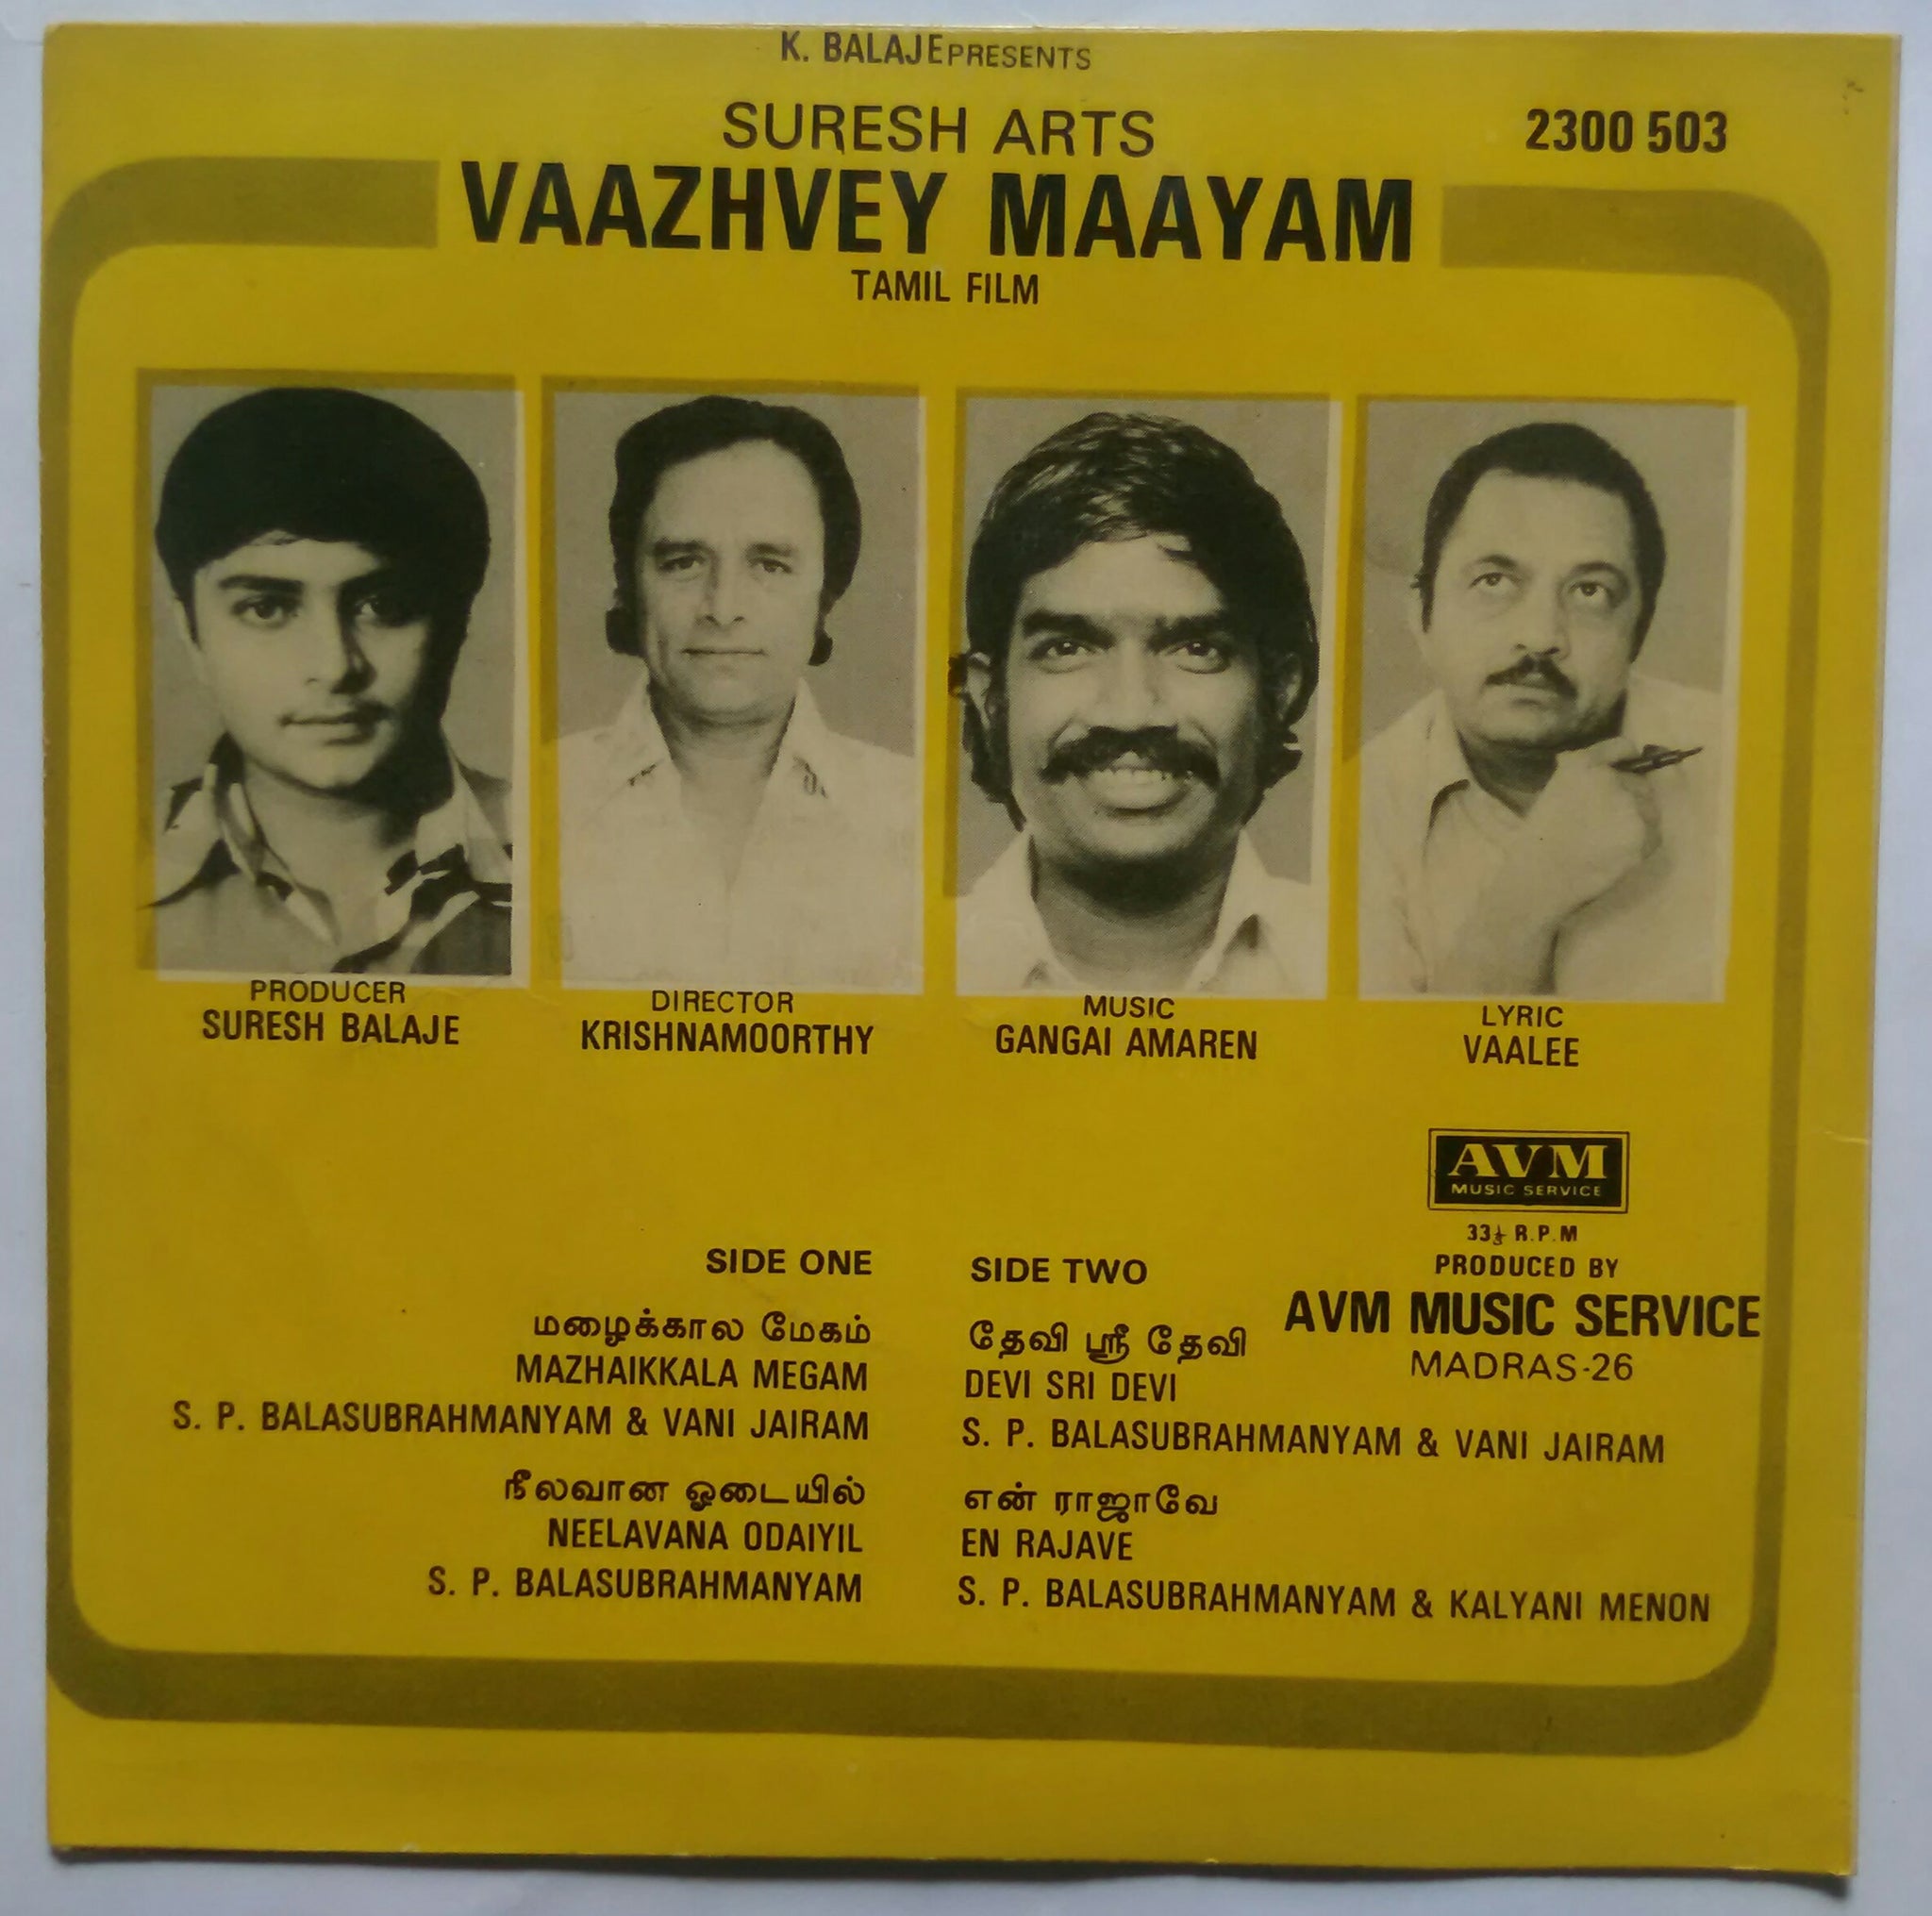 K. BALAJE PRESENTS
SURESH ARTS
2300 503
VAAZHVEY MAAYAM
TAMIL FILM
PRODUCER
SURESH BALAJE
DIRECTOR
KRISHNAMOORTHY
MUSIC
GANGAI AMAREN
LYRIC
VAALEE
AVM
MUSIC SERVICE
33⅓ R.P.M
PRODUCED BY
AVM MUSIC SERVICE
MADRAS-26
SIDE ONE
மழைக்கால மேகம்
MAZHAIKKALA MEGAM
S. P. BALASUBRAHMANYAM & VANI JAIRAM
நீலவான ஓடையில்
NEELAVANA ODAIYIL
S. P. BALASUBRAHMANYAM
SIDE TWO
தேவி ஸ்ரீ தேவி
DEVI SRI DEVI
S. P. BALASUBRAHMANYAM & VANI JAIRAM
என் ராஜாவே
EN RAJAVE
S. P. BALASUBRAHMANYAM & KALYANI MENON